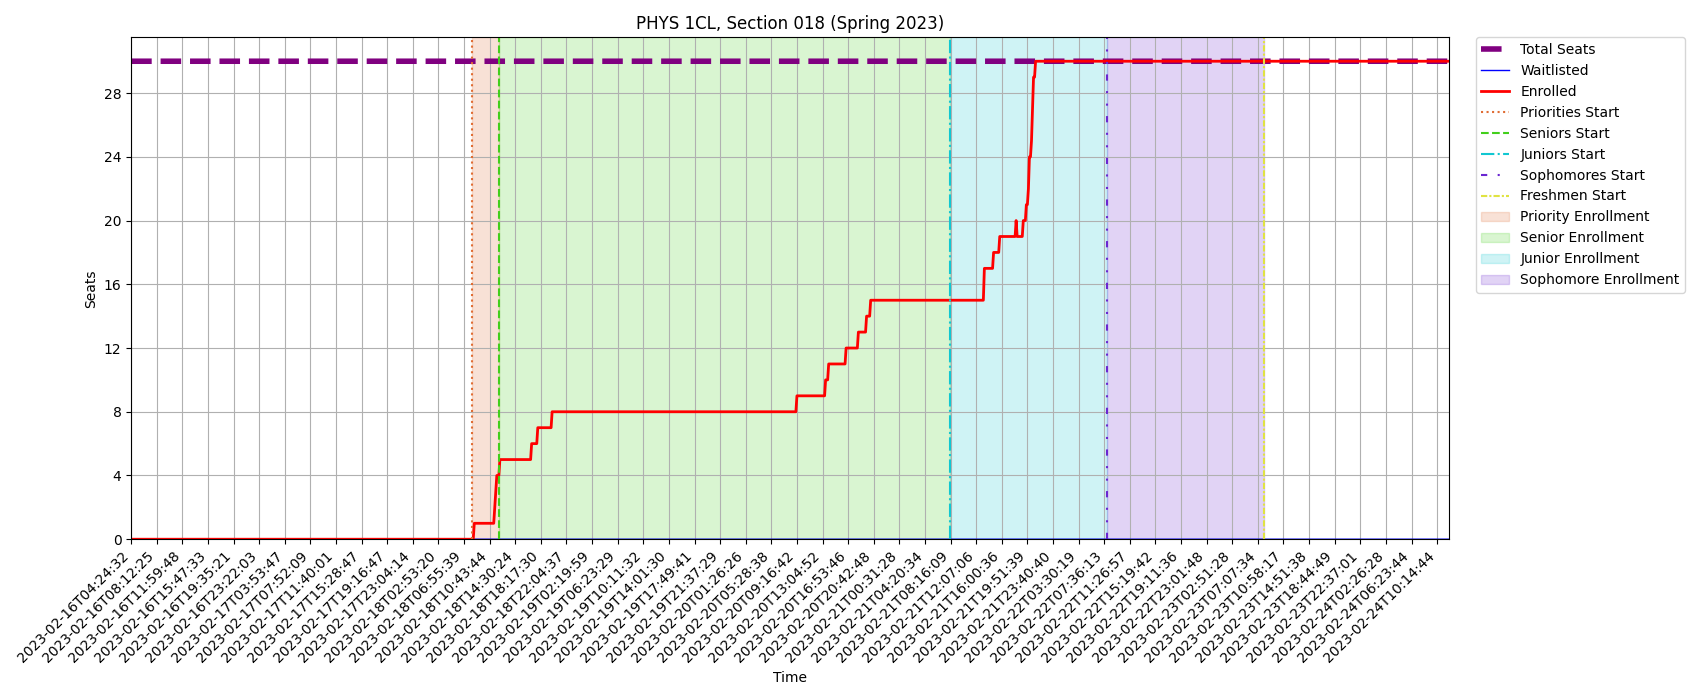 PHYS 1CL, Section 018 (Spring 2023)
Total Seats
Waitlisted
Enrolled
Priorities Start
Seniors Start
Juniors Start
Sophomores Start
Freshmen Start
Priority Enrollment
Senior Enrollment
Junior Enrollment
Sophomore Enrollment
Seats
28
24
20
16
12
8
4
0
2023-02-16T04:24:32
2023-02-16T08:12:25
2023-02-16T11:59:48
2023-02-16T15:47:33
2023-02-16T19:35:21
2023-02-16T23:22:03
2023-02-17T03:53:47
2023-02-17T07:52:09
2023-02-17T11:40:01
2023-02-17T15:28:47
2023-02-17T19:16:47
2023-02-17T23:04:14
2023-02-18T02:53:20
2023-02-18T06:55:39
2023-02-18T10:43:44
2023-02-18T14:30:24
2023-02-18T18:17:30
2023-02-18T22:04:37
2023-02-19T02:19:59
2023-02-19T06:23:29
2023-02-19T10:11:32
2023-02-19T14:01:30
2023-02-19T17:49:41
2023-02-19T21:37:29
2023-02-20T01:26:26
2023-02-20T05:28:38
2023-02-20T09:16:42
2023-02-20T13:04:52
2023-02-20T16:53:46
2023-02-20T20:42:48
2023-02-21T00:31:28
2023-02-21T04:20:34
2023-02-21T08:16:09
2023-02-21T12:07:06
2023-02-21T16:00:36
2023-02-21T19:51:39
2023-02-21T23:40:40
2023-02-22T03:30:19
2023-02-22T07:36:13
2023-02-22T11:26:57
2023-02-22T15:19:42
2023-02-22T19:11:36
2023-02-22T23:01:48
2023-02-23T02:51:28
2023-02-23T07:07:34
2023-02-23T10:58:17
2023-02-23T14:51:38
2023-02-23T18:44:49
2023-02-23T22:37:01
2023-02-24T02:26:28
2023-02-24T06:23:44
2023-02-24T10:14:44
Time